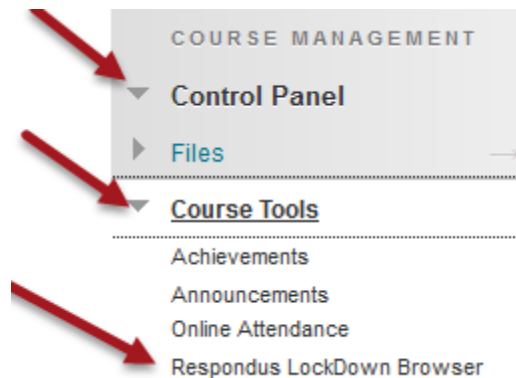 COURSE MANAGEMENT
Control Panel
Files
Course Tools
Achievements
Announcements
Online Attendance
Respondus LockDown Browser